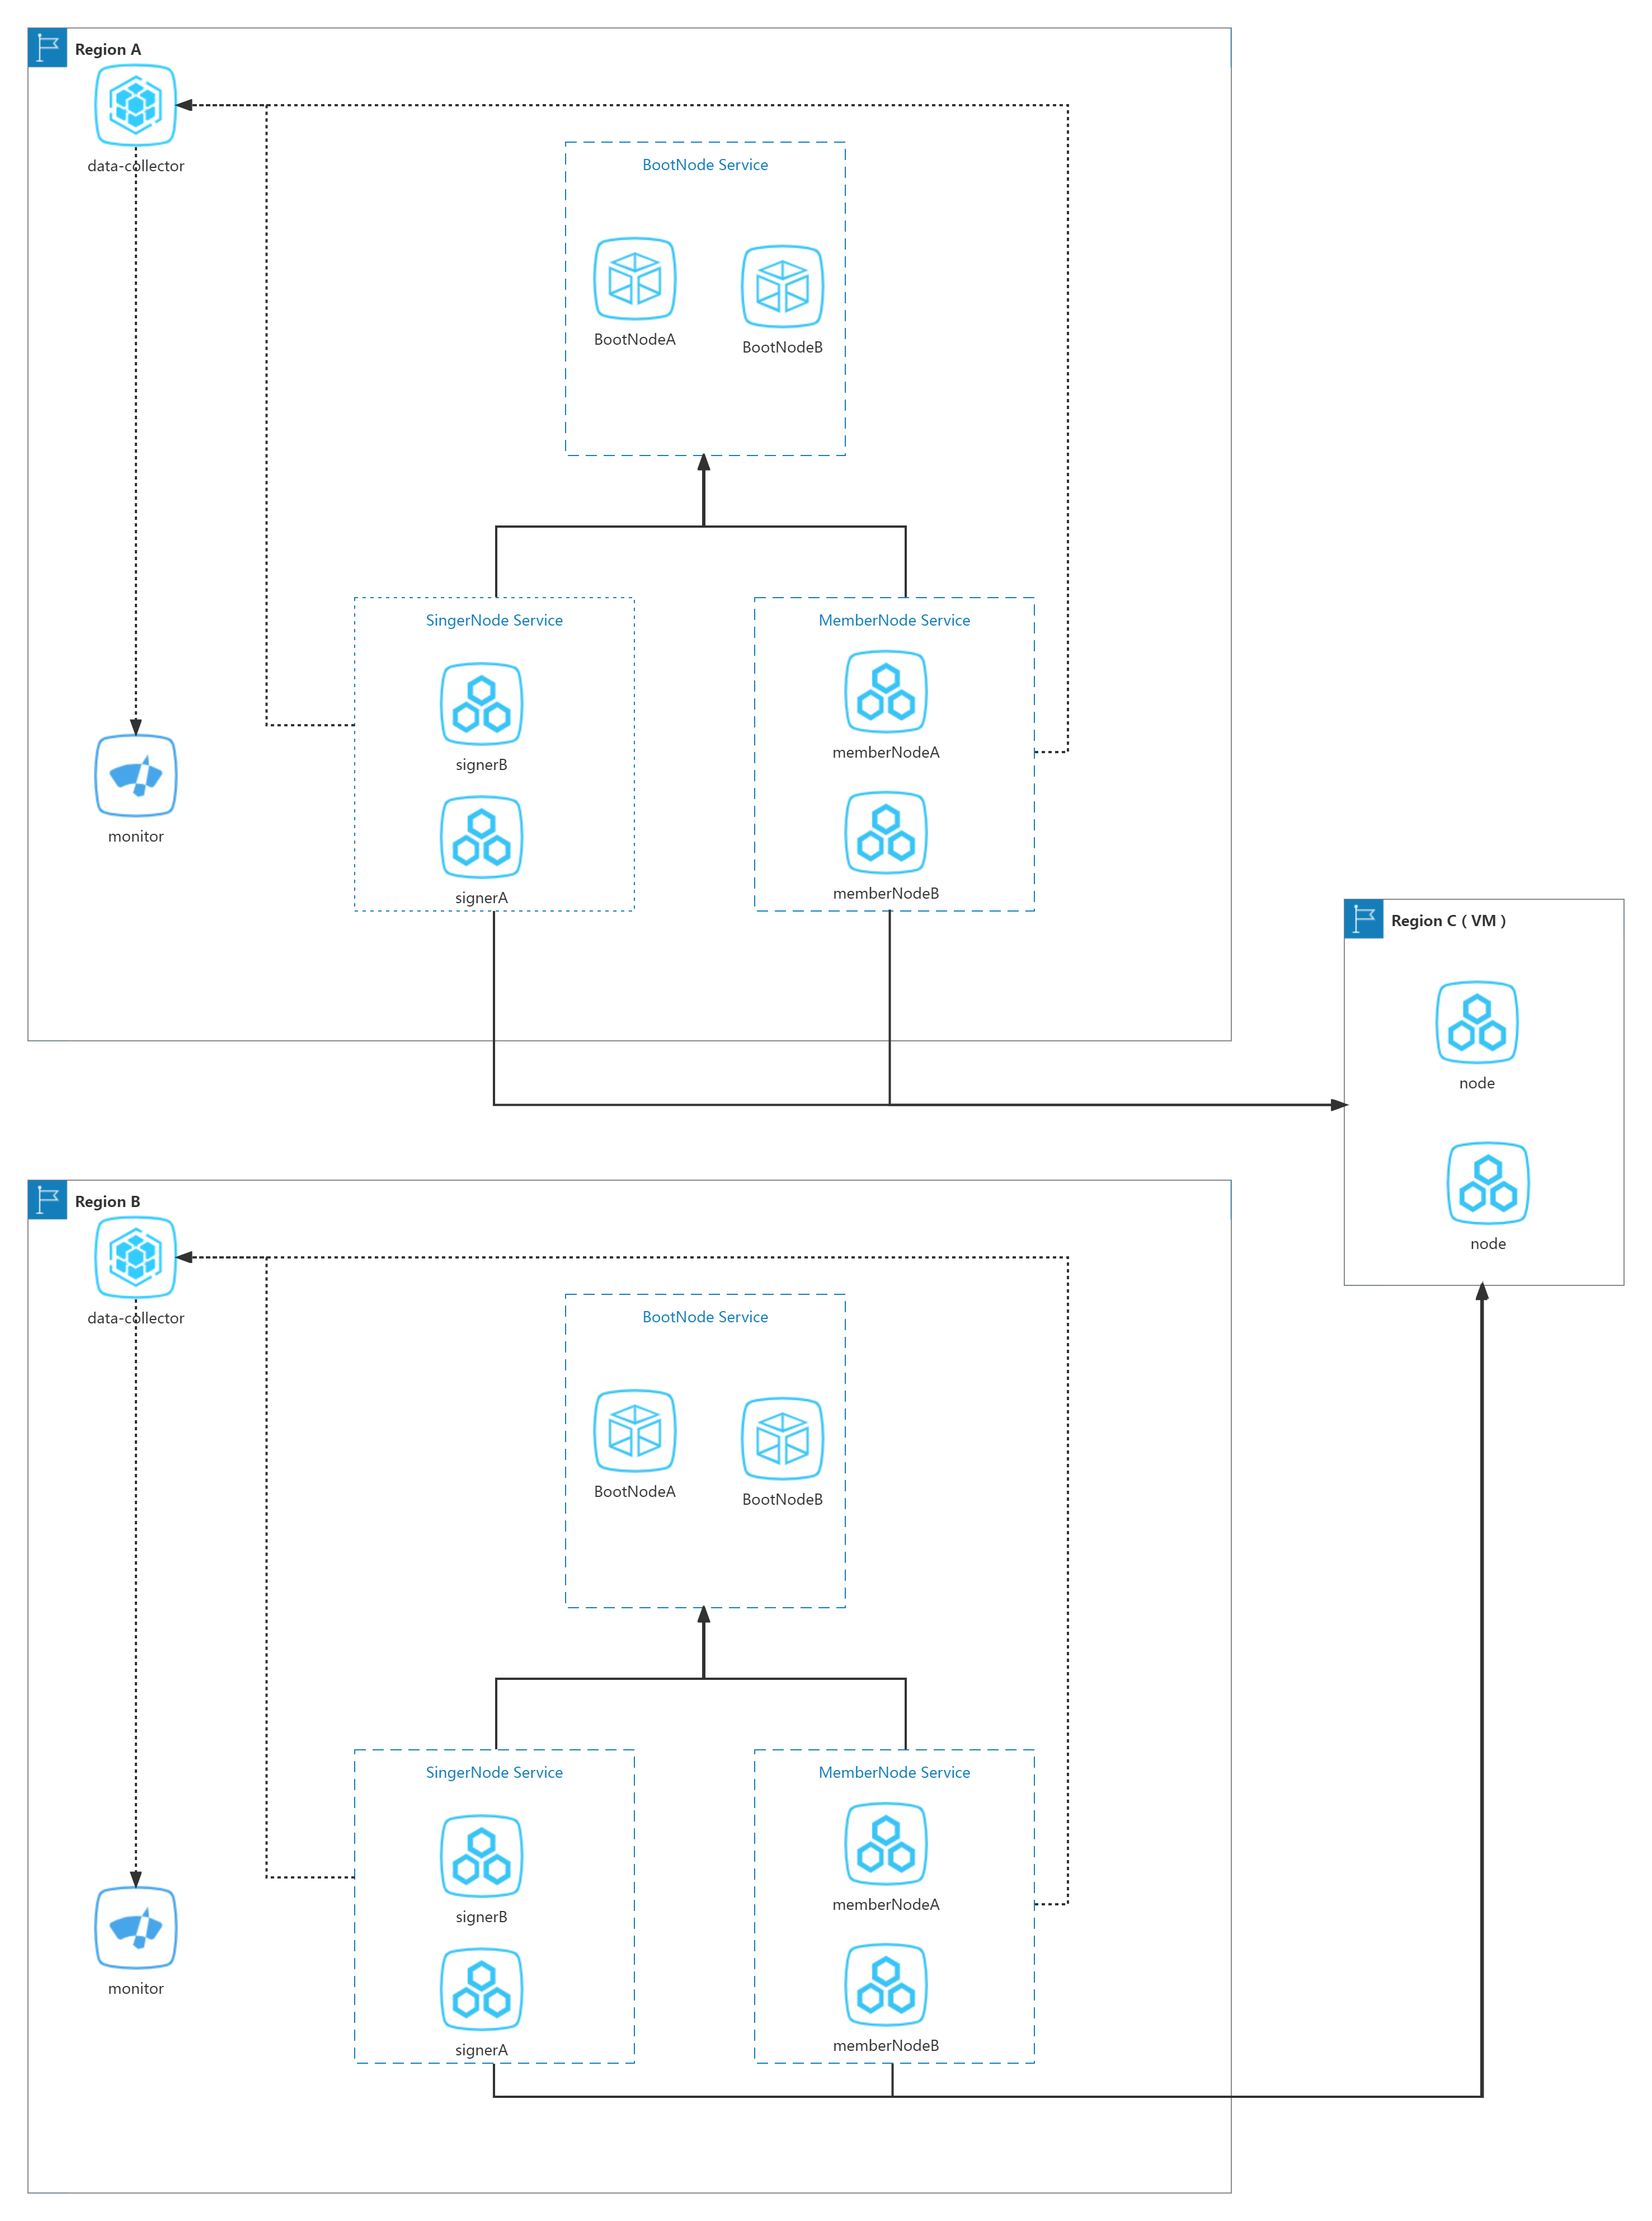 Region A
data-collector
BootNode Service
BootNodeA
BootNodeB
SingerNode Service
MemberNode Service
signerB
memberNodeA
monitor
signerA
memberNodeB
Region C ( VM )
node
node
Region B
data-collector
BootNode Service
BootNodeA
BootNodeB
SingerNode Service
MemberNode Service
signerB
memberNodeA
monitor
signerA
memberNodeB